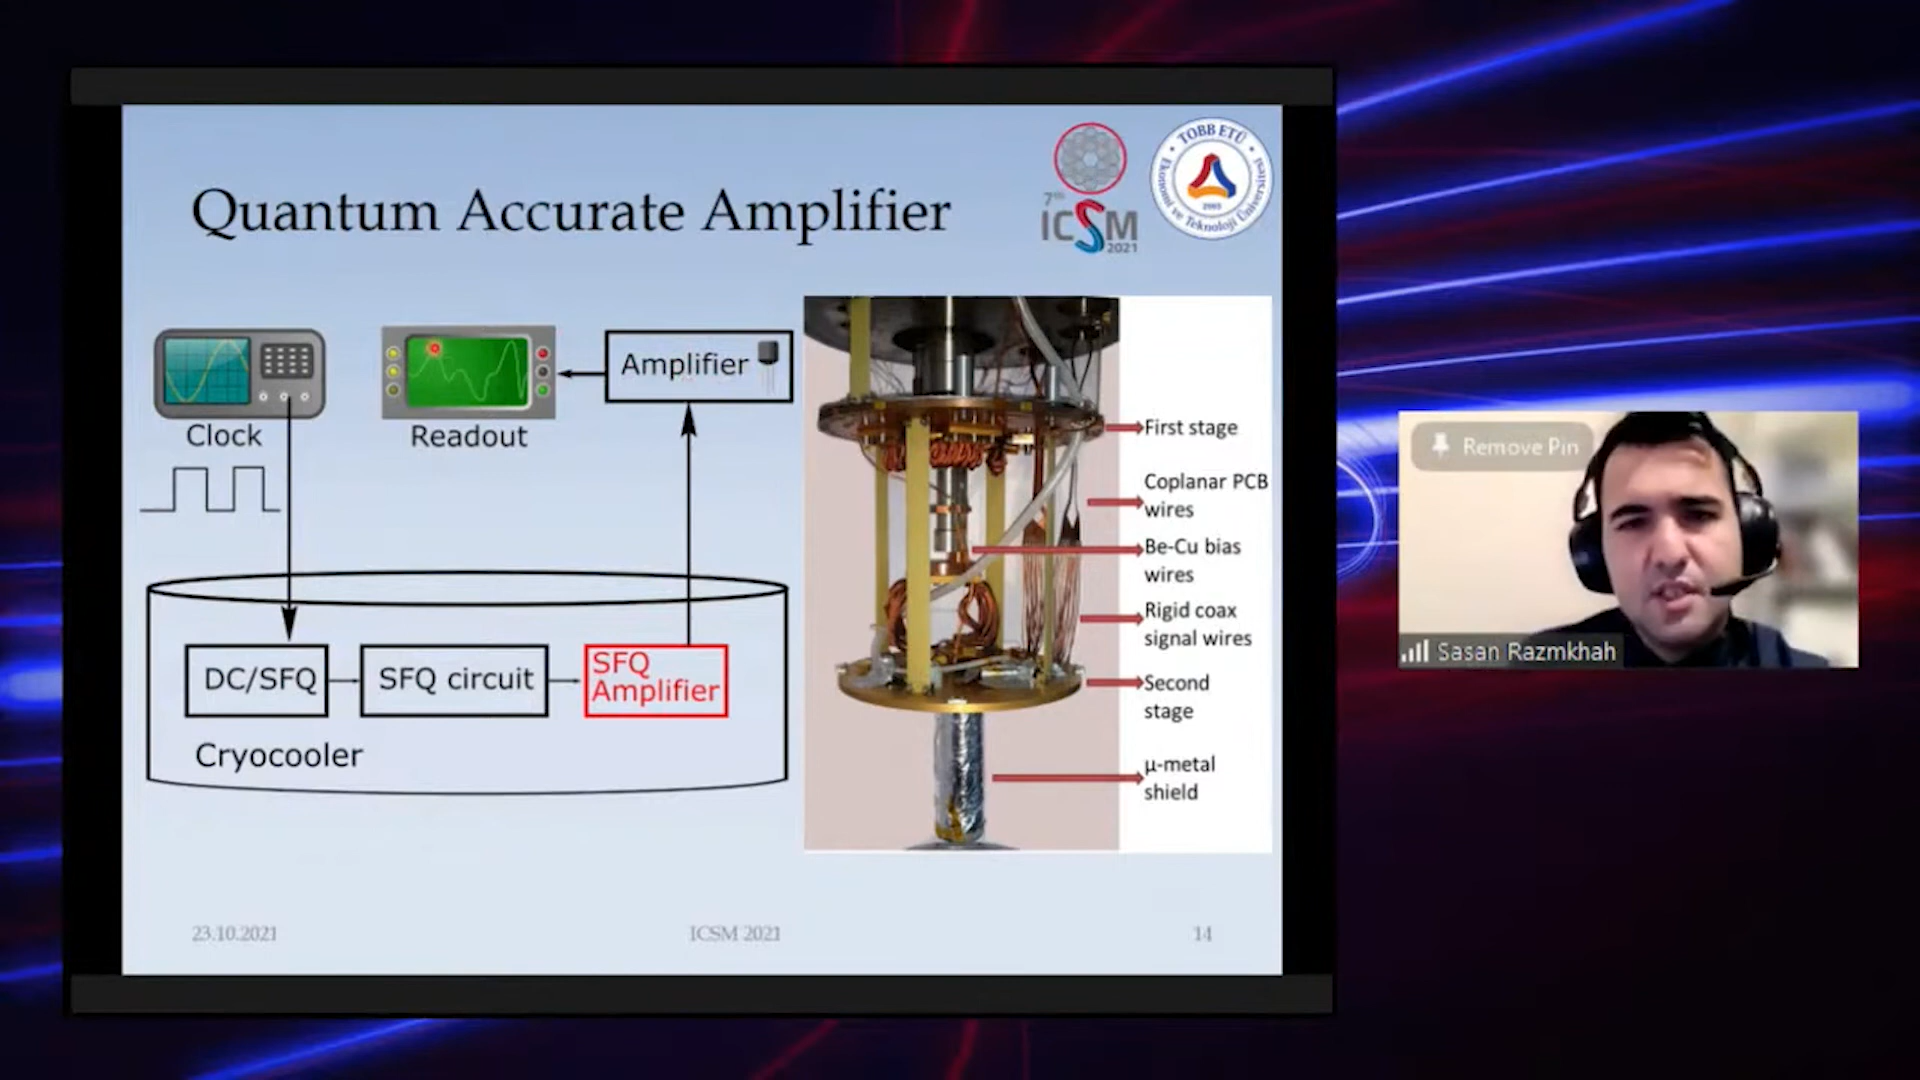 Quantum Accurate Amplifier
7th
ICSM
2021
TOBB ETÜ
Ekonomi ve Teknoloji Üniversitesi
2003
Clock
Readout
Amplifier
DC/SFQ
SFQ circuit
SFQ
Amplifier
Cryocooler
First stage
Coplanar PCB
wires
Be-Cu bias
wires
Rigid coax
signal wires
Second
stage
µ-metal
shield
23.10.2021
ICSM 2021
14
Remove Pin
Sasan Razmkhah